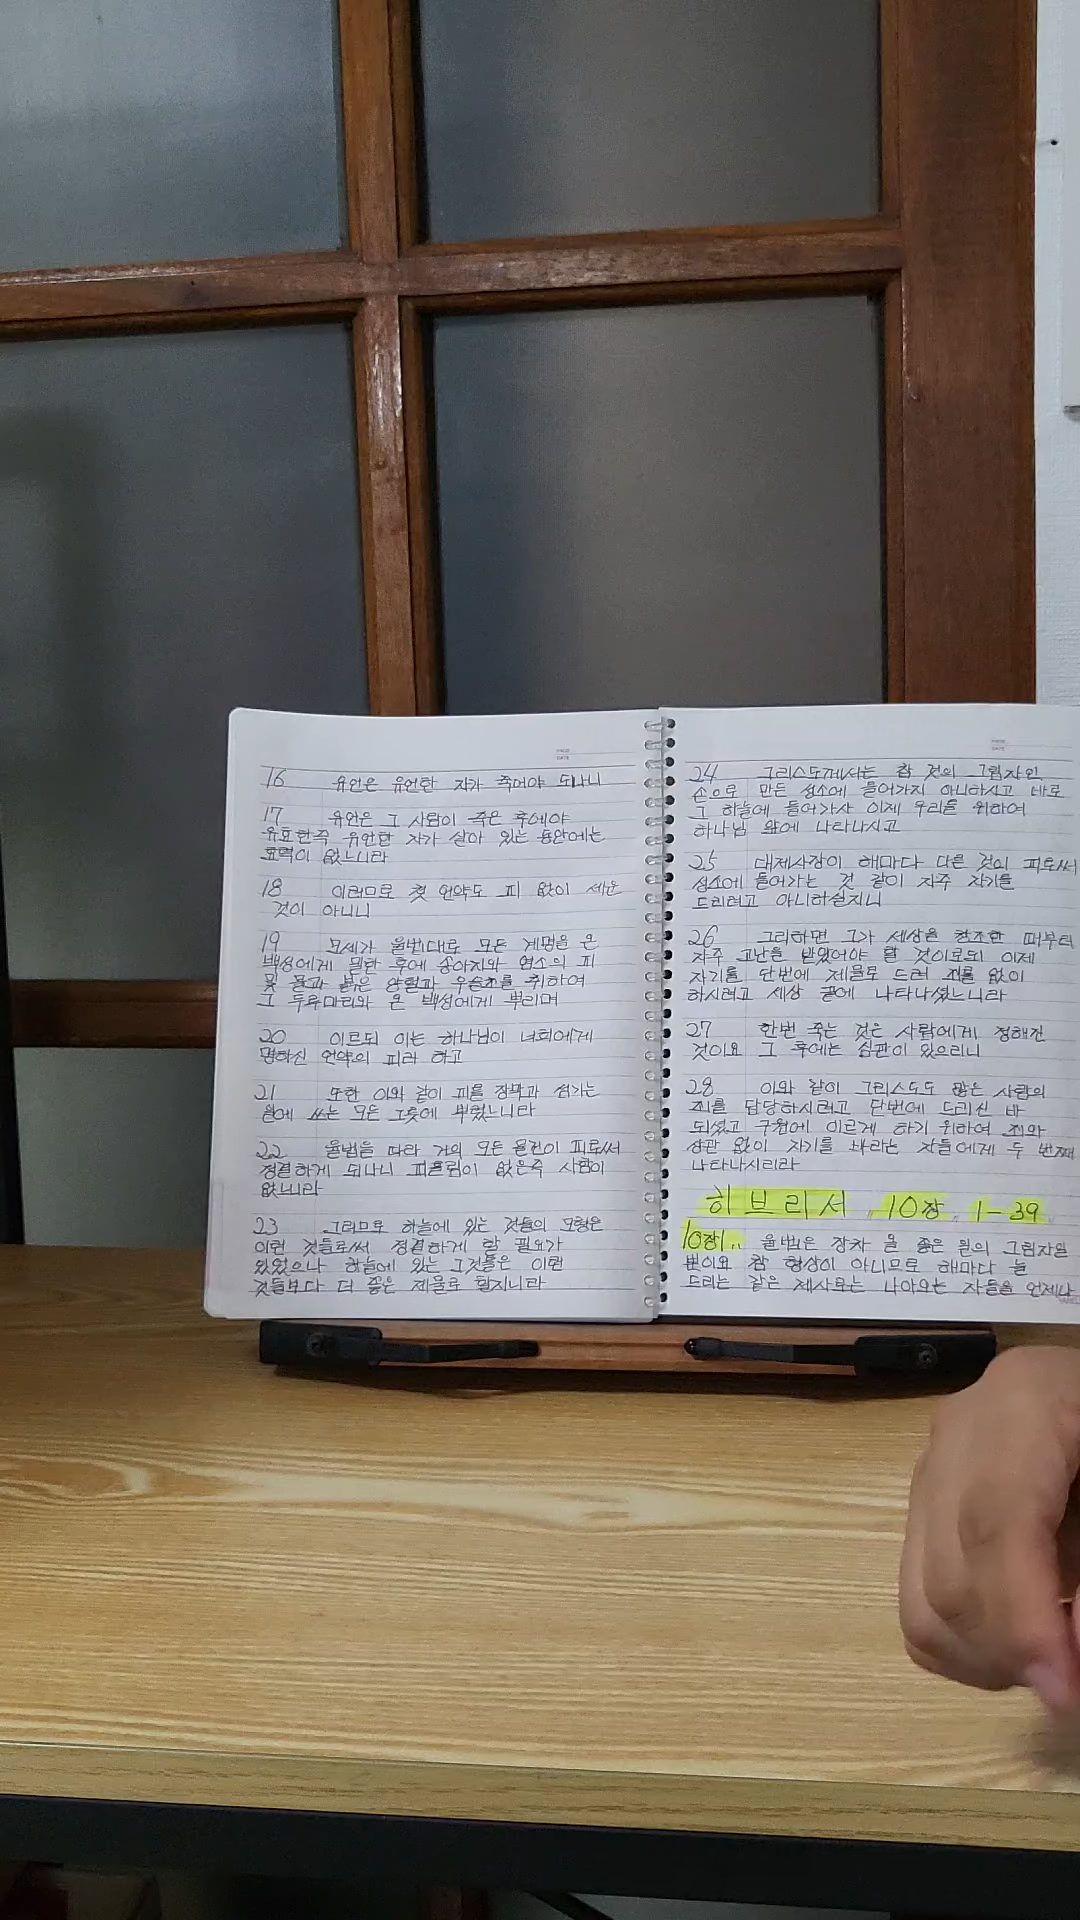 16 유언은 유언한 자가 죽어야 되나니
17 유언은 그 사람이 죽은 후에야
유효한즉 유언한 자가 살아 있는 동안에는
효력이 없느니라
18 이러므로 첫 언약도 피 없이 세운
것이 아니니
19 모세가 율법대로 모든 계명을 온
백성에게 말한 후에 송아지와 염소의 피
및 물과 붉은 양털과 우슬초를 취하여
그 두루마리와 온 백성에게 뿌리며
20 이르되 이는 하나님이 너희에게
명하신 언약의 피라 하고
21 또한 이와 같이 피를 장막과 섬기는
일에 쓰는 모든 그릇에 뿌렸느니라
22 율법을 따라 거의 모든 물건이 피로써
정결하게 되나니 피흘림이 없은즉 사함이
없느니라
23 그러므로 하늘에 있는 것들의 모형은
이런 것들로써 정결하게 할 필요가
있었으나 하늘에 있는 그것들은 이런
것들보다 더 좋은 제물로 할지니라
24 그리스도께서는 참 것의 그림자인
손으로 만든 성소에 들어가지 아니하시고 바로
그 하늘에 들어가사 이제 우리를 위하여
하나님 앞에 나타나시고
25 대제사장이 해마다 다른 것의 피로써
성소에 들어가는 것 같이 자주 자기를
드리려고 아니하실지니
26 그리하면 그가 세상을 창조한 때부터
자주 고난을 받았어야 할 것이로되 이제
자기를 단번에 제물로 드려 죄를 없이
하시려고 세상 끝에 나타나셨느니라
27 한번 죽는 것은 사람에게 정해진
것이요 그 후에는 심판이 있으리니
28 이와 같이 그리스도도 많은 사람의
죄를 담당하시려고 단번에 드리신 바
되셨고 구원에 이르게 하기 위하여 죄와
상관 없이 자기를 바라는 자들에게 두 번째
나타나시리라
히브리서 10장. 1-39
10장1.. 율법은 장차 올 좋은 일의 그림자일
뿐이요 참 형상이 아니므로 해마다 늘
드리는 같은 제사로는 나아오는 자들을 언제나